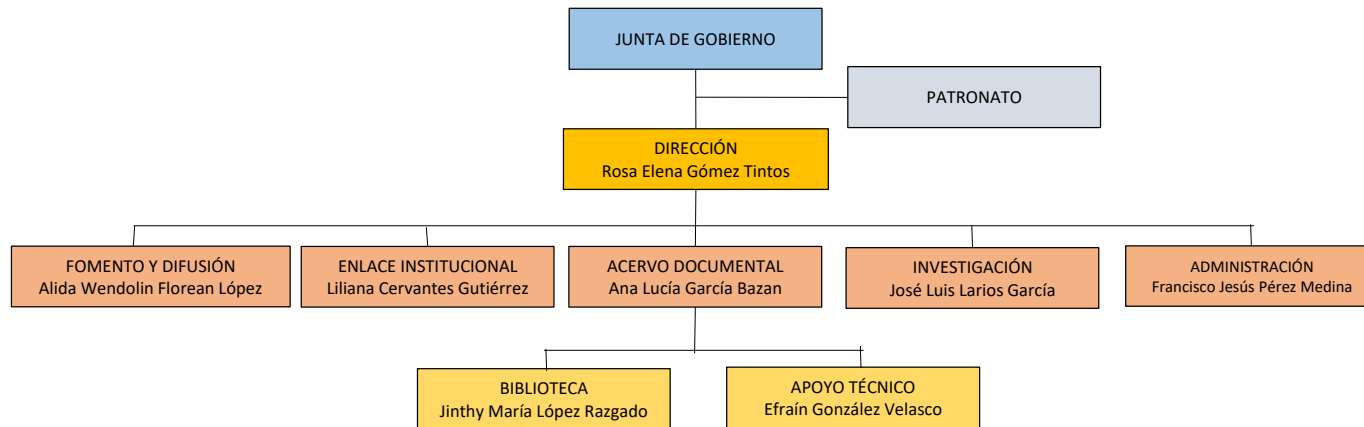 JUNTA DE GOBIERNO
PATRONATO
DIRECCIÓN
Rosa Elena Gómez Tintos
FOMENTO Y DIFUSIÓN
Alida Wendolin Florean López
ENLACE INSTITUCIONAL
Liliana Cervantes Gutiérrez
ACERVO DOCUMENTAL
Ana Lucía García Bazan
INVESTIGACIÓN
José Luis Larios García
ADMINISTRACIÓN
Francisco Jesús Pérez Medina
BIBLIOTECA
Jinthy María López Razgado
APOYO TÉCNICO
Efraín González Velasco